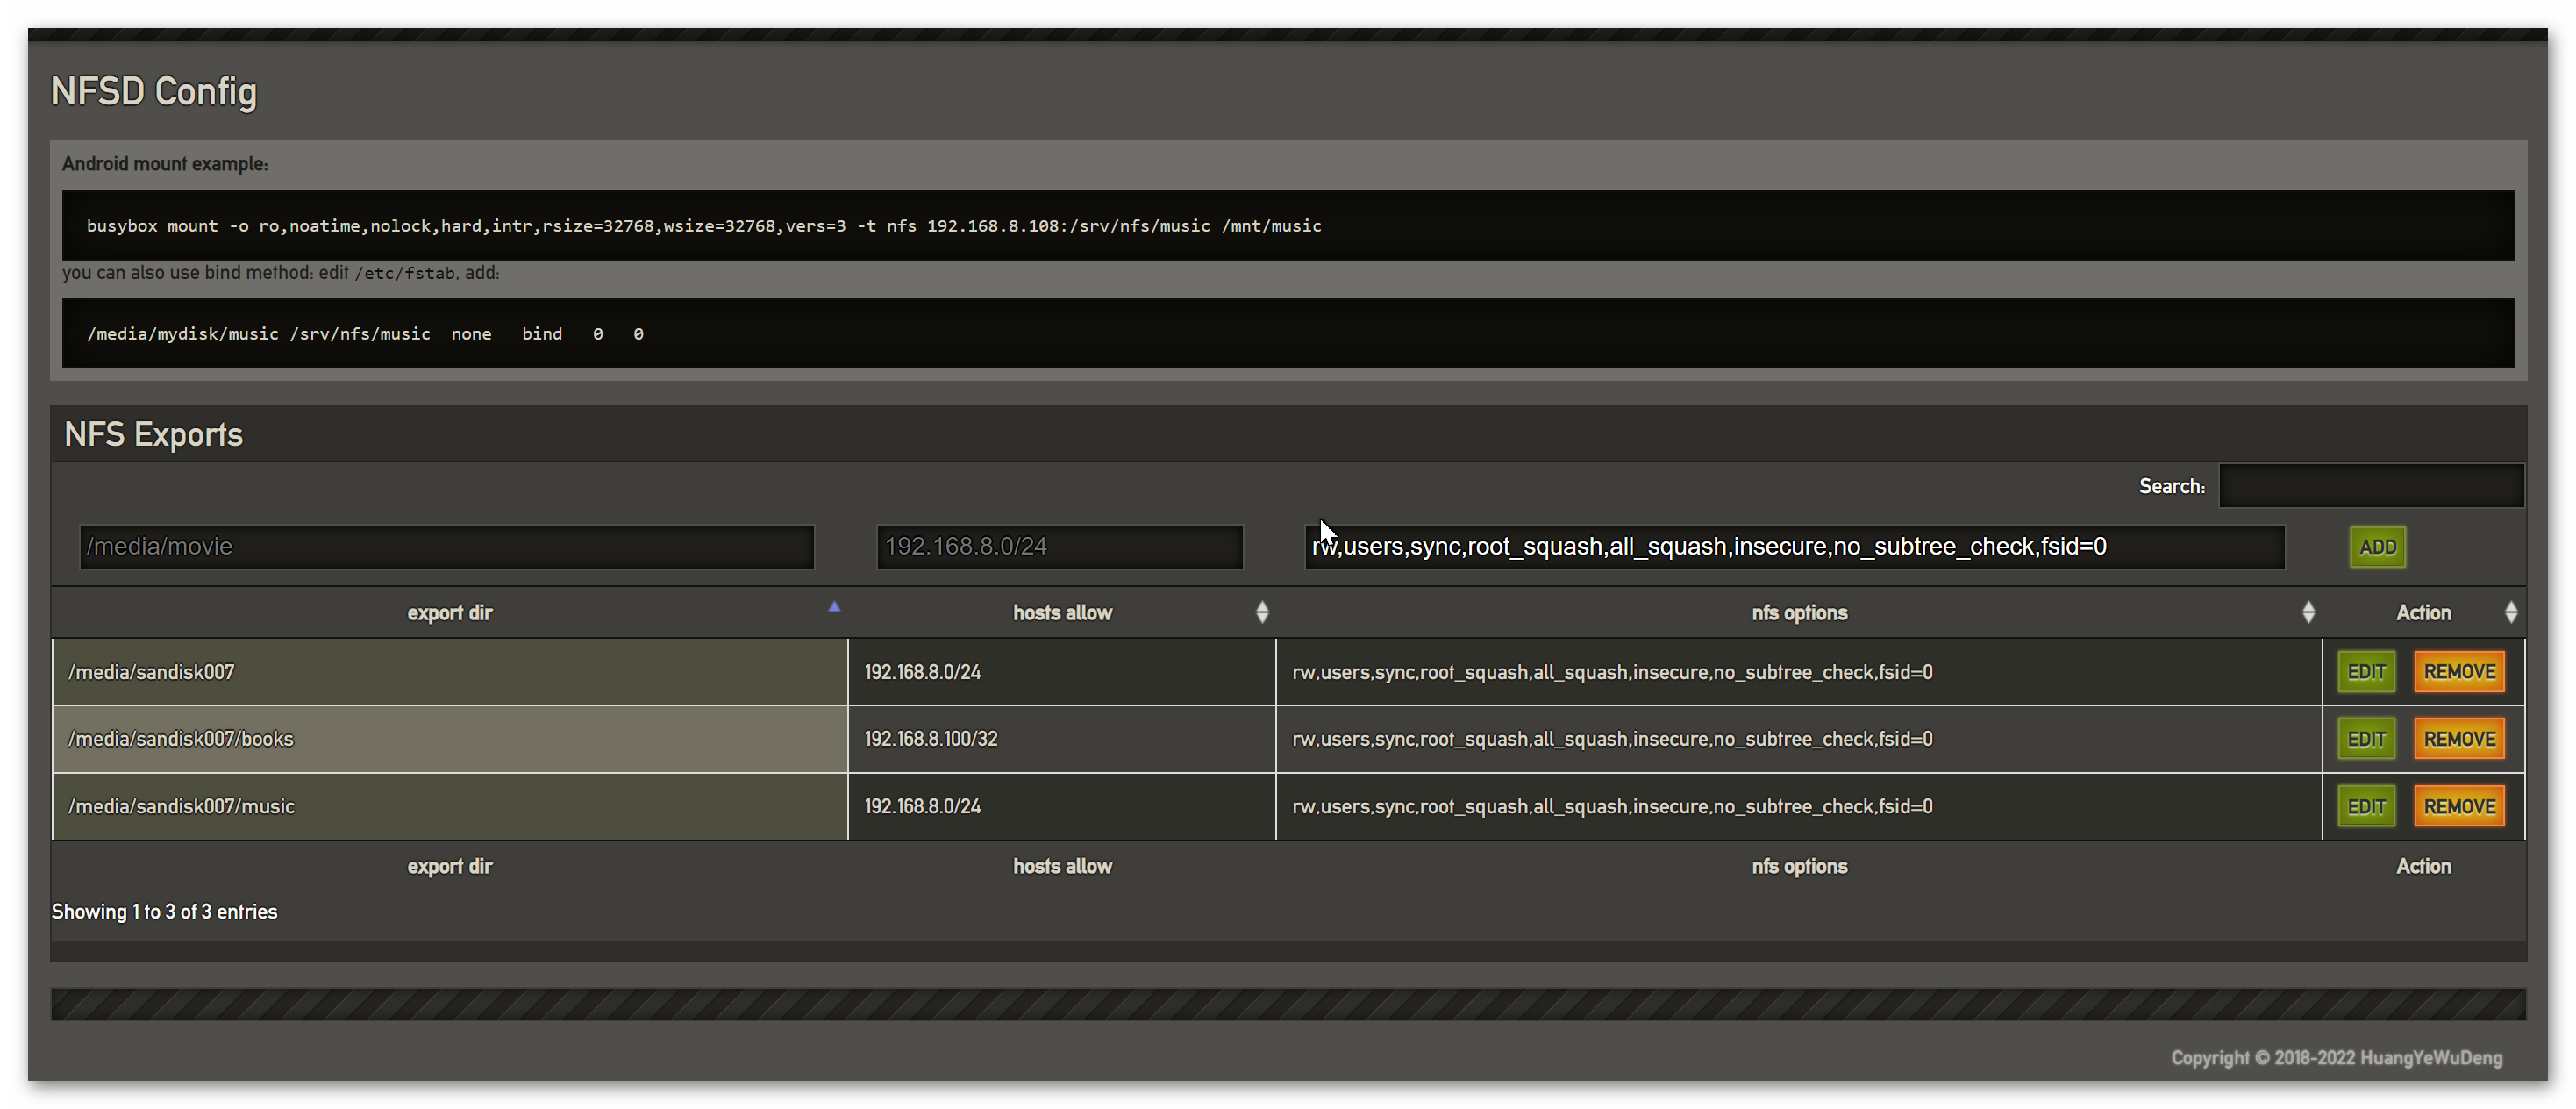 NFSD Config
Android mount example:
busybox mount -o ro,noatime,nolock,hard,intr,rsize=32768,wsize=32768,vers=3 -t nfs 192.168.8.108:/srv/nfs/music /mnt/music
you can also use bind method: edit /etc/fstab, add:
/media/mydisk/music /srv/nfs/music none bind 0 0
NFS Exports
Search:
/media/movie 192.168.8.0/24 rw,users,sync,root_squash,all_squash,insecure,no_subtree_check,fsid=0 ADD
export dir hosts allow nfs options Action
/media/sandisk007 192.168.8.0/24 rw,users,sync,root_squash,all_squash,insecure,no_subtree_check,fsid=0 EDIT REMOVE
/media/sandisk007/books 192.168.8.100/32 rw,users,sync,root_squash,all_squash,insecure,no_subtree_check,fsid=0 EDIT REMOVE
/media/sandisk007/music 192.168.8.0/24 rw,users,sync,root_squash,all_squash,insecure,no_subtree_check,fsid=0 EDIT REMOVE
export dir hosts allow nfs options Action
Showing 1 to 3 of 3 entries
Copyright © 2018-2022 HuangYeWuDeng